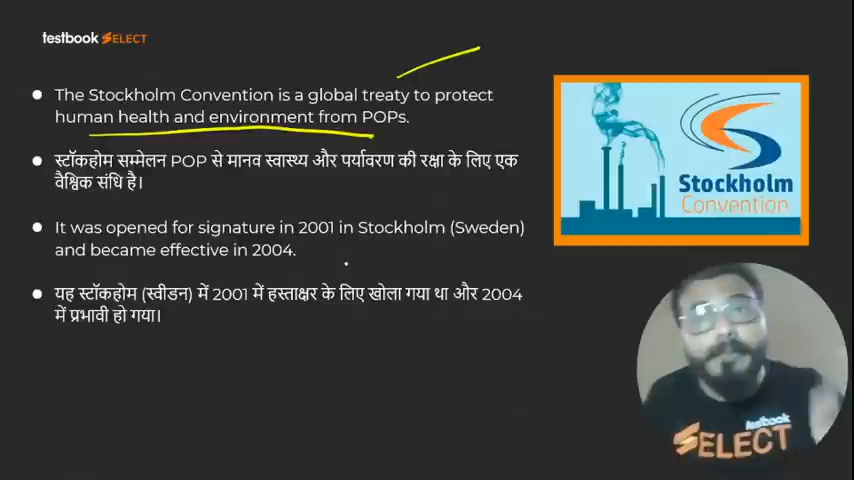 testbook SELECT
The Stockholm Convention is a global treaty to protect
human health and environment from POPs.
स्टॉकहोम सम्मेलन POP से मानव स्वास्थ्य और पर्यावरण की रक्षा के लिए एक
वैश्विक संधि है।
It was opened for signature in 2001 in Stockholm (Sweden)
and became effective in 2004.
यह स्टॉकहोम (स्वीडन) में 2001 में हस्ताक्षर के लिए खोला गया था और 2004
में प्रभावी हो गया।
Stockholm
Convention
testbook
SELECT